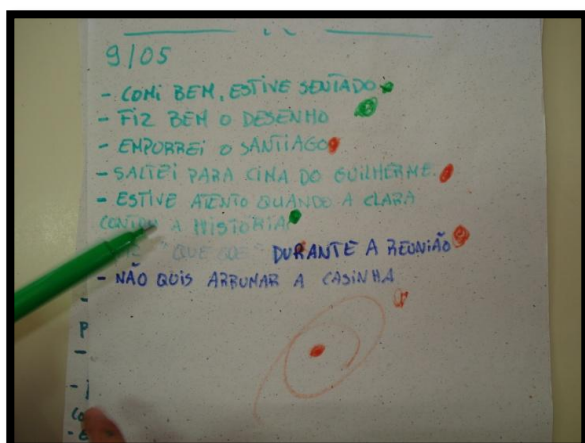 9/05
- COMI BEM, ESTIVE SENTADO
- FIZ BEM O DESENHO
- EMPURREI O SANTIAGO
- SALTEI PARA CIMA DO GUILHERME.
- ESTIVE ATENTO QUANDO A CLARA
CONTOU A HISTÓRIA
DURANTE A REUNIÃO
- NÃO QUIS ARRUMAR A CASINHA